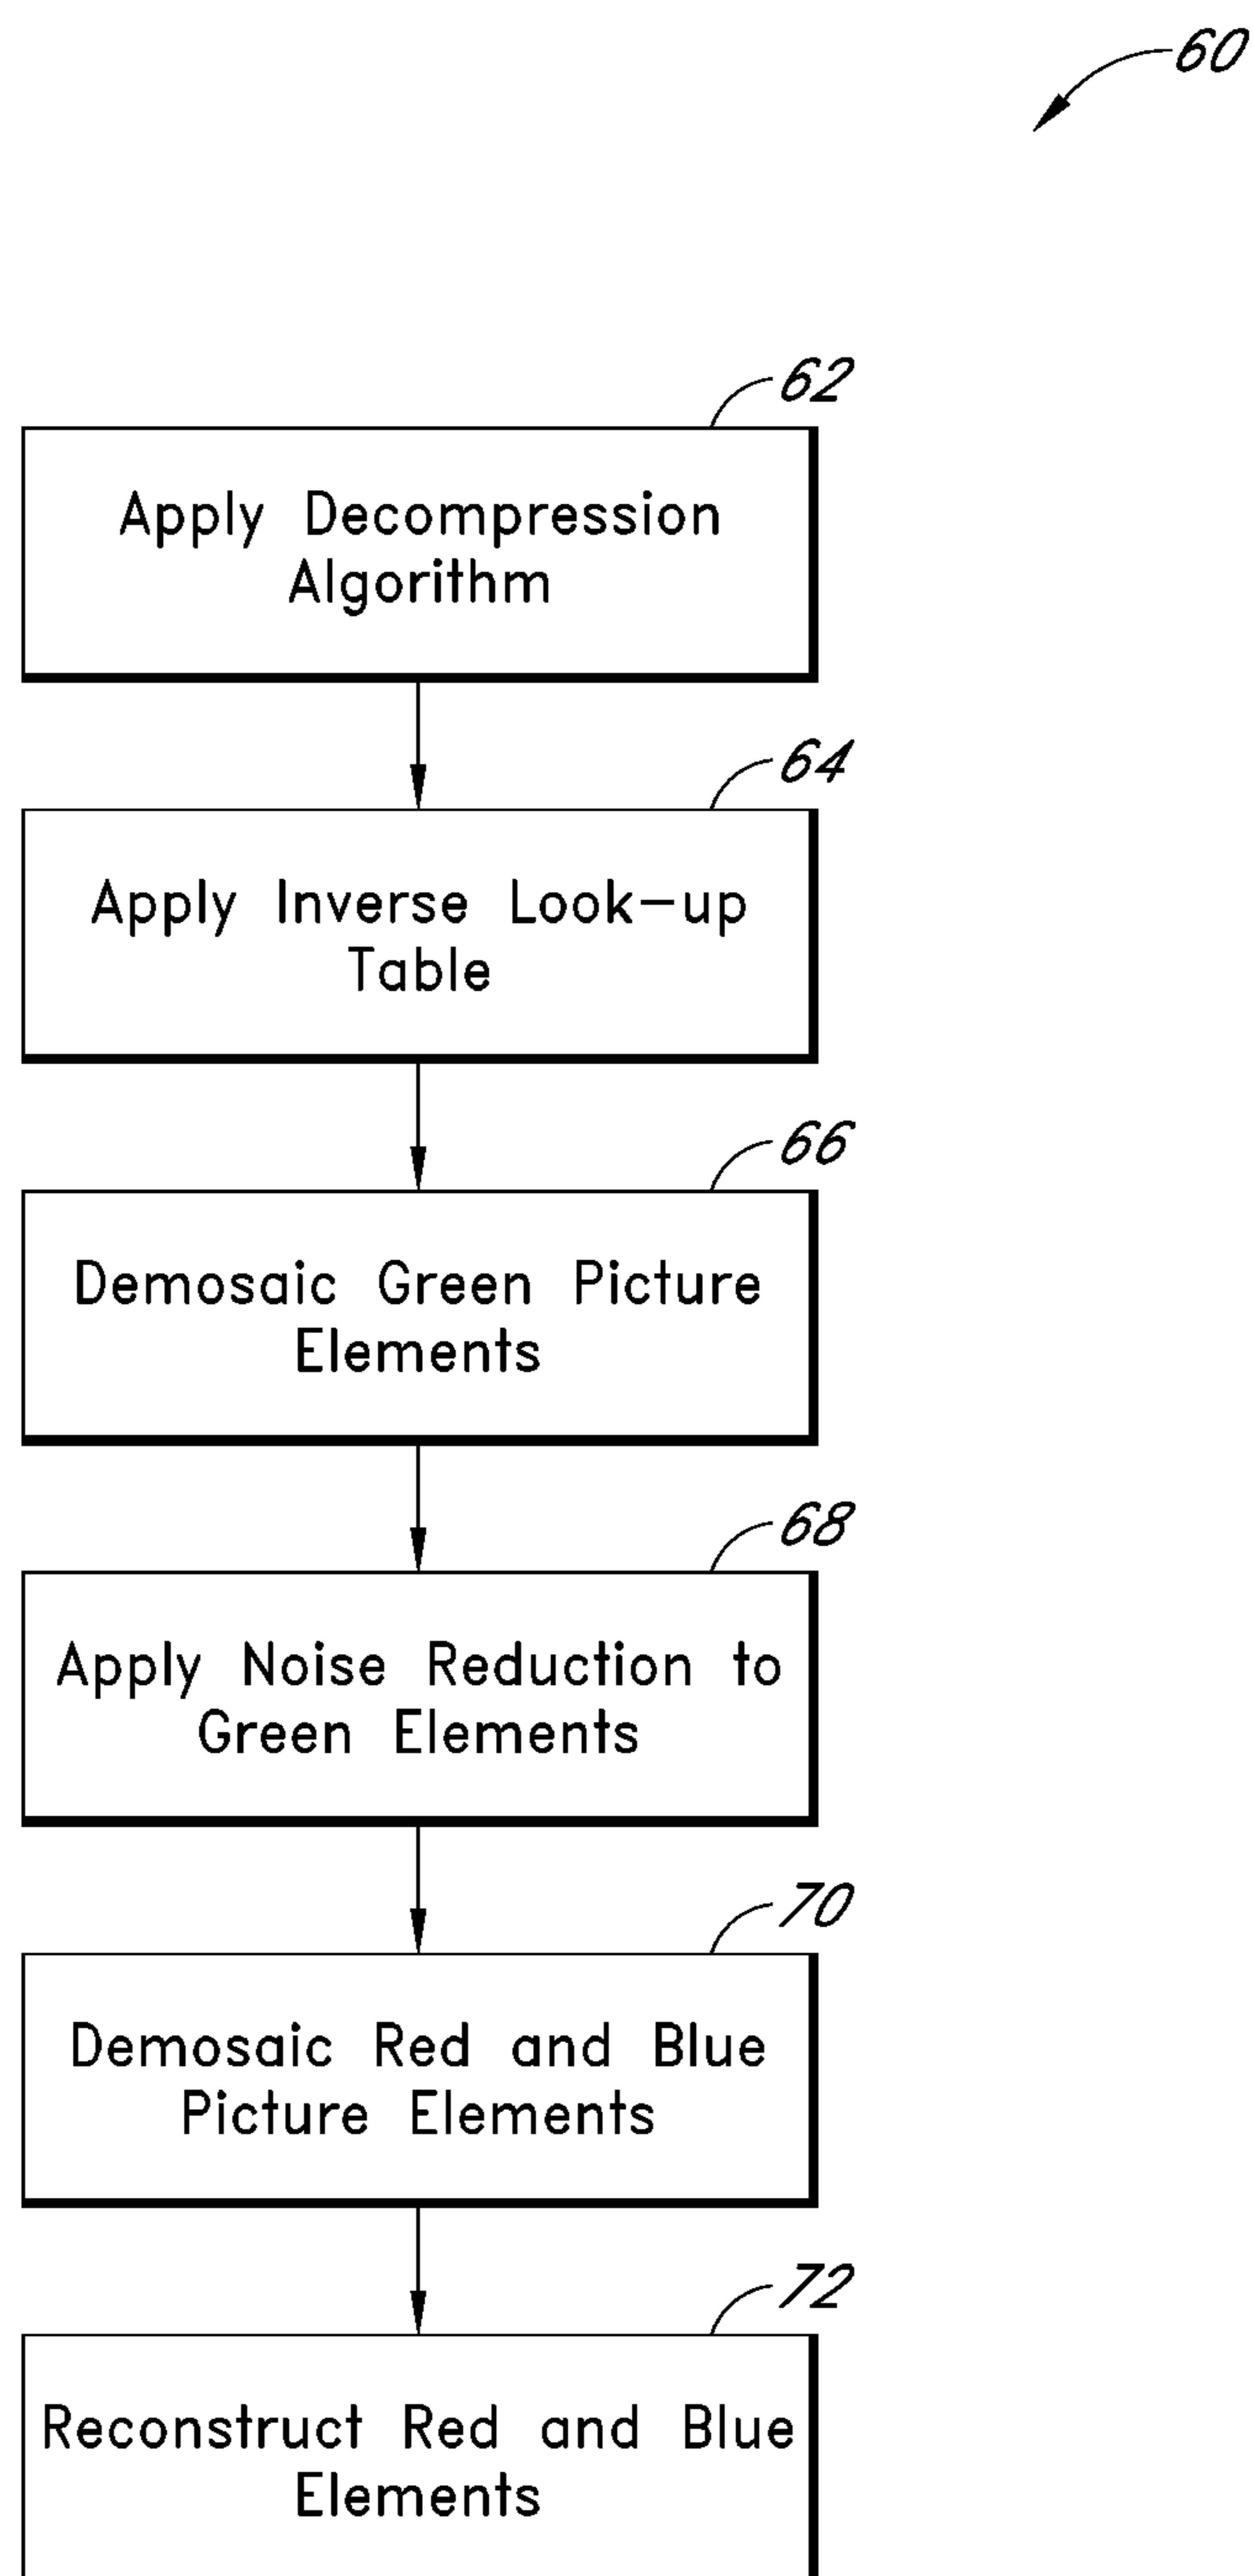 60
62
Apply Decompression
Algorithm
64
Apply Inverse Look-up
Table
66
Demosaic Green Picture
Elements
68
Apply Noise Reduction to
Green Elements
70
Demosaic Red and Blue
Picture Elements
72
Reconstruct Red and Blue
Elements